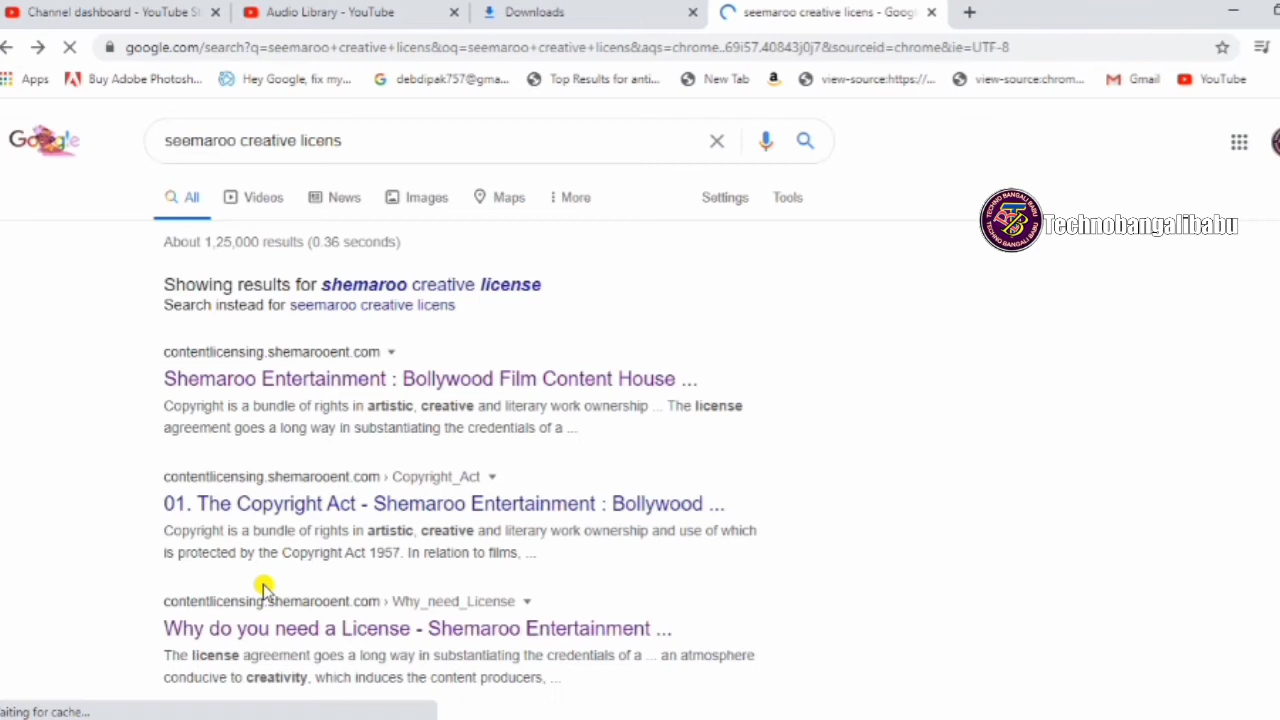 Channel dashboard - YouTube St
Audio Library - YouTube
Downloads
seemaroo creative licens - Goog
google.com/search?q=seemaroo+creative+licens&oq=seemaroo+creative+licens&aqs=chrome..69i57.40843j0j7&sourceid=chrome&ie=UTF-8
Apps
Buy Adobe Photosh...
Hey Google, fix my...
debdipak757@gma...
Top Results for anti...
New Tab
view-source:https://...
view-source:chrom...
Gmail
YouTube
Google
seemaroo creative licens
All
Videos
News
Images
Maps
More
Settings
Tools
TECHNO BANGALI BABU
TECHNO BANGALI BABU
Technobangalibabu
About 1,25,000 results (0.36 seconds)
Showing results for shemaroo creative license
Search instead for seemaroo creative licens
contentlicensing.shemarooent.com
Shemaroo Entertainment : Bollywood Film Content House ...
Copyright is a bundle of rights in artistic, creative and literary work ownership ... The license
agreement goes a long way in substantiating the credentials of a ...
contentlicensing.shemarooent.com › Copyright_Act
01. The Copyright Act - Shemaroo Entertainment : Bollywood ...
Copyright is a bundle of rights in artistic, creative and literary work ownership and use of which
is protected by the Copyright Act 1957. In relation to films, ...
contentlicensing.shemarooent.com › Why_need_License
Why do you need a License - Shemaroo Entertainment ...
The license agreement goes a long way in substantiating the credentials of a ... an atmosphere
conducive to creativity, which induces the content producers, ...
aiting for cache...